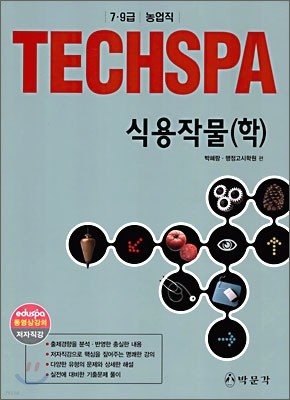 7·9급 농업직
TECHSPA
식용작물(학)
박혜랑·행정고시학원 편
eduspa
동영상강의
저자직강
• 출제경향을 분석·반영한 충실한 내용
• 저자직강으로 핵심을 짚어주는 명쾌한 강의
• 다양한 유형의 문제와 상세한 해설
• 실전에 대비한 기출문제 풀이
박문각